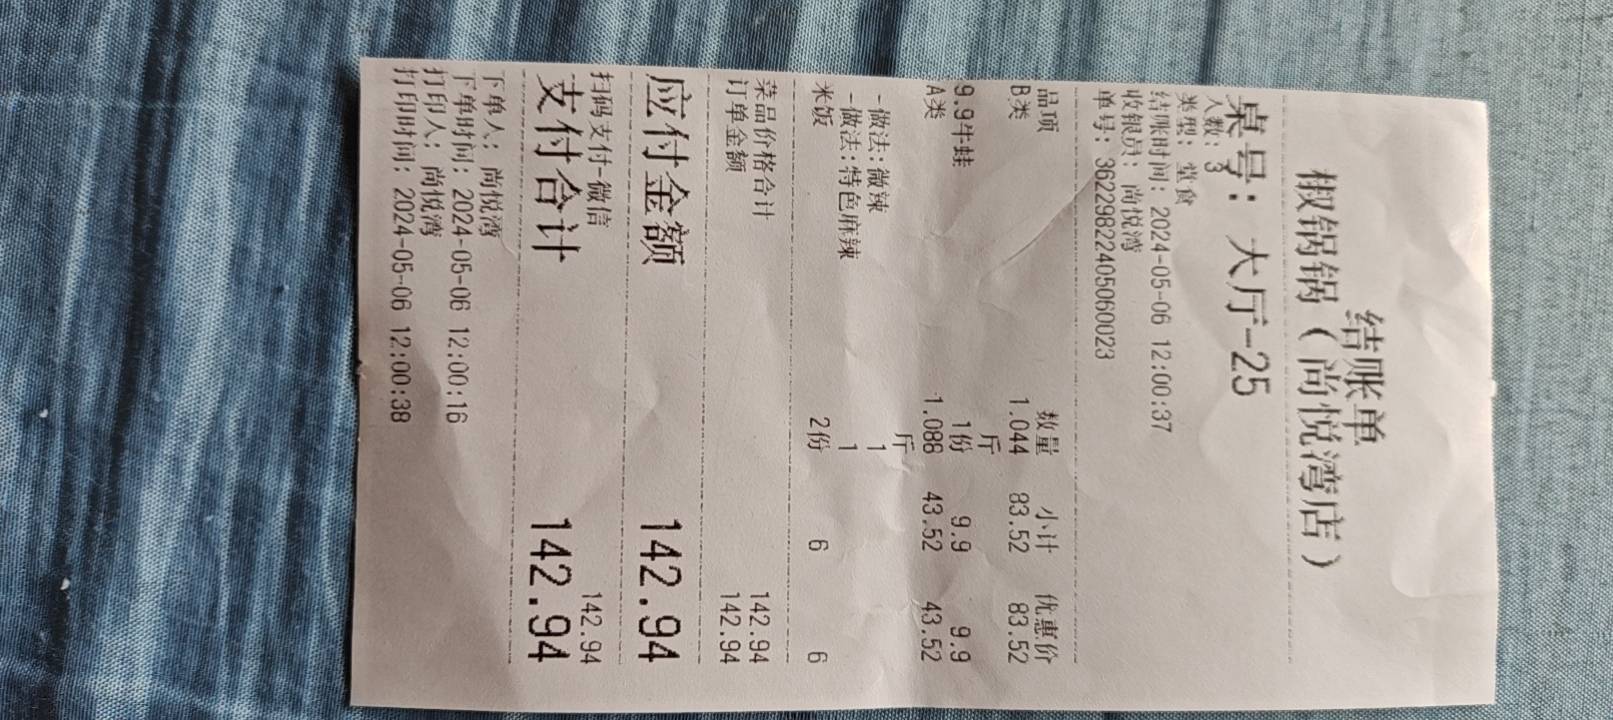 结账单
椒锅锅（尚悦湾店）
桌号：大厅-25
人数：3
类型：堂食
结账时间：2024-05-06 12:00:37
收银员：尚悦湾
单号：3622982240506​0023
品项 数量 小计 优惠价
B类 1.044 83.52 83.52
斤
9.9牛蛙 1份 9.9 9.9
A类 1.088 43.52 43.52
斤
-做法:微辣 1
-做法:特色麻辣 1
米饭 2份 6 6
菜品价格合计 142.94
订单金额 142.94
应付金额 142.94
扫码支付-微信 142.94
支付合计 142.94
下单人：尚悦湾
下单时间：2024-05-06 12:00:16
打印人：尚悦湾
打印时间：2024-05-06 12:00:38